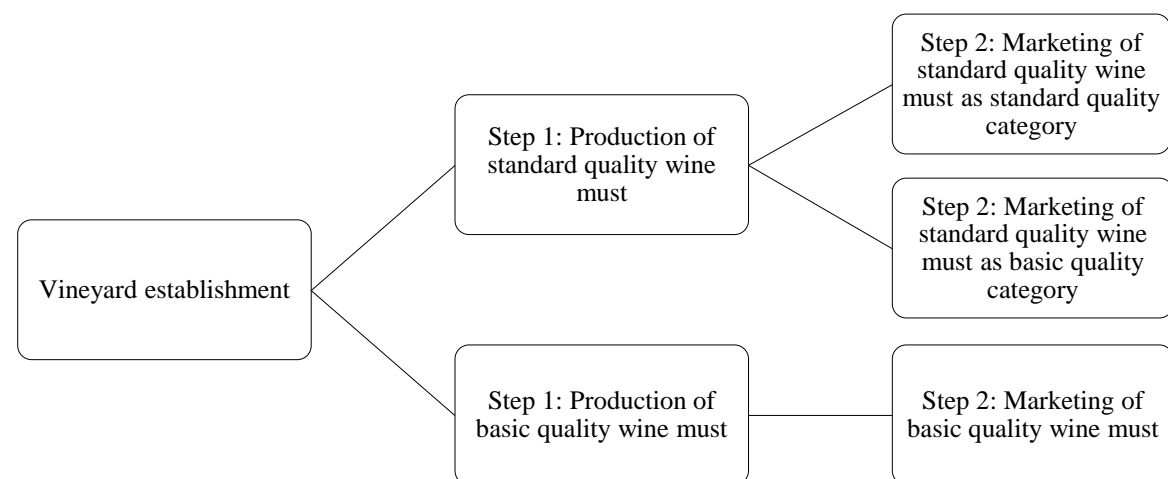 Vineyard establishment
Step 1: Production of
standard quality wine
must
Step 2: Marketing of
standard quality wine
must as standard quality
category
Step 2: Marketing of
standard quality wine
must as basic quality
category
Step 1: Production of
basic quality wine must
Step 2: Marketing of
basic quality wine must